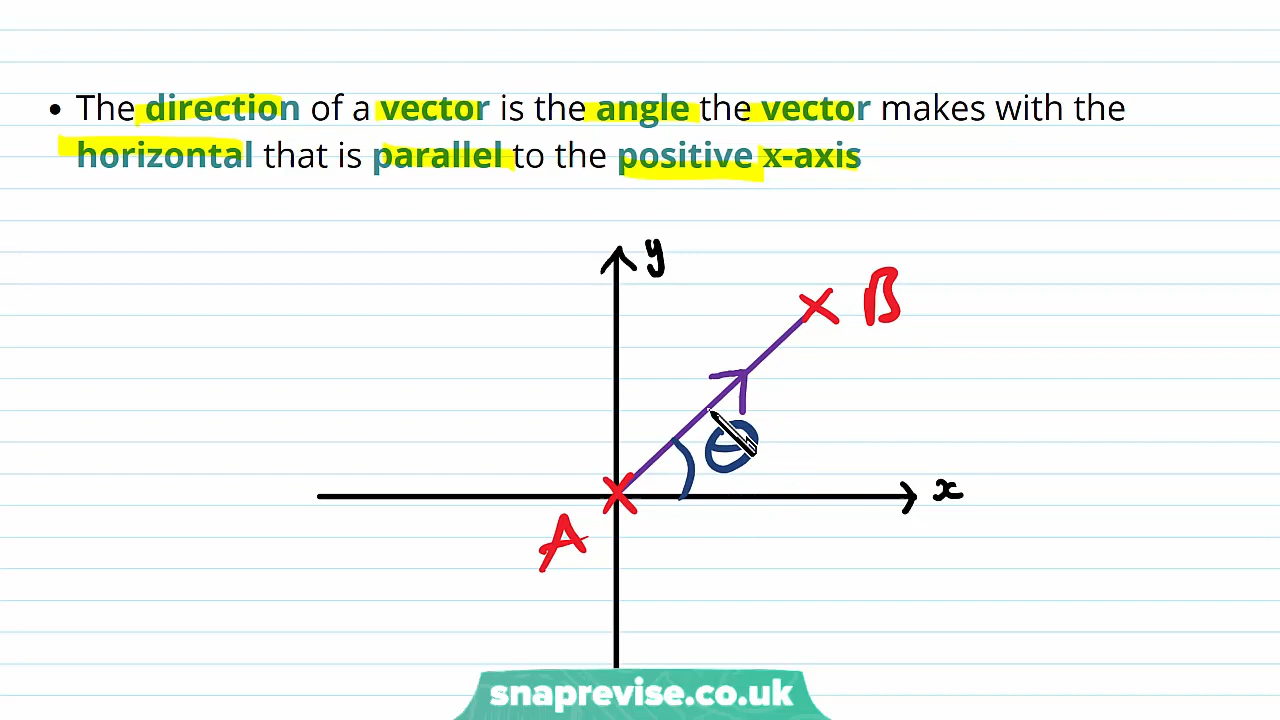 • The direction of a vector is the angle the vector makes with the
horizontal that is parallel to the positive x-axis
y
B
θ
x
A
snaprevise.co.uk